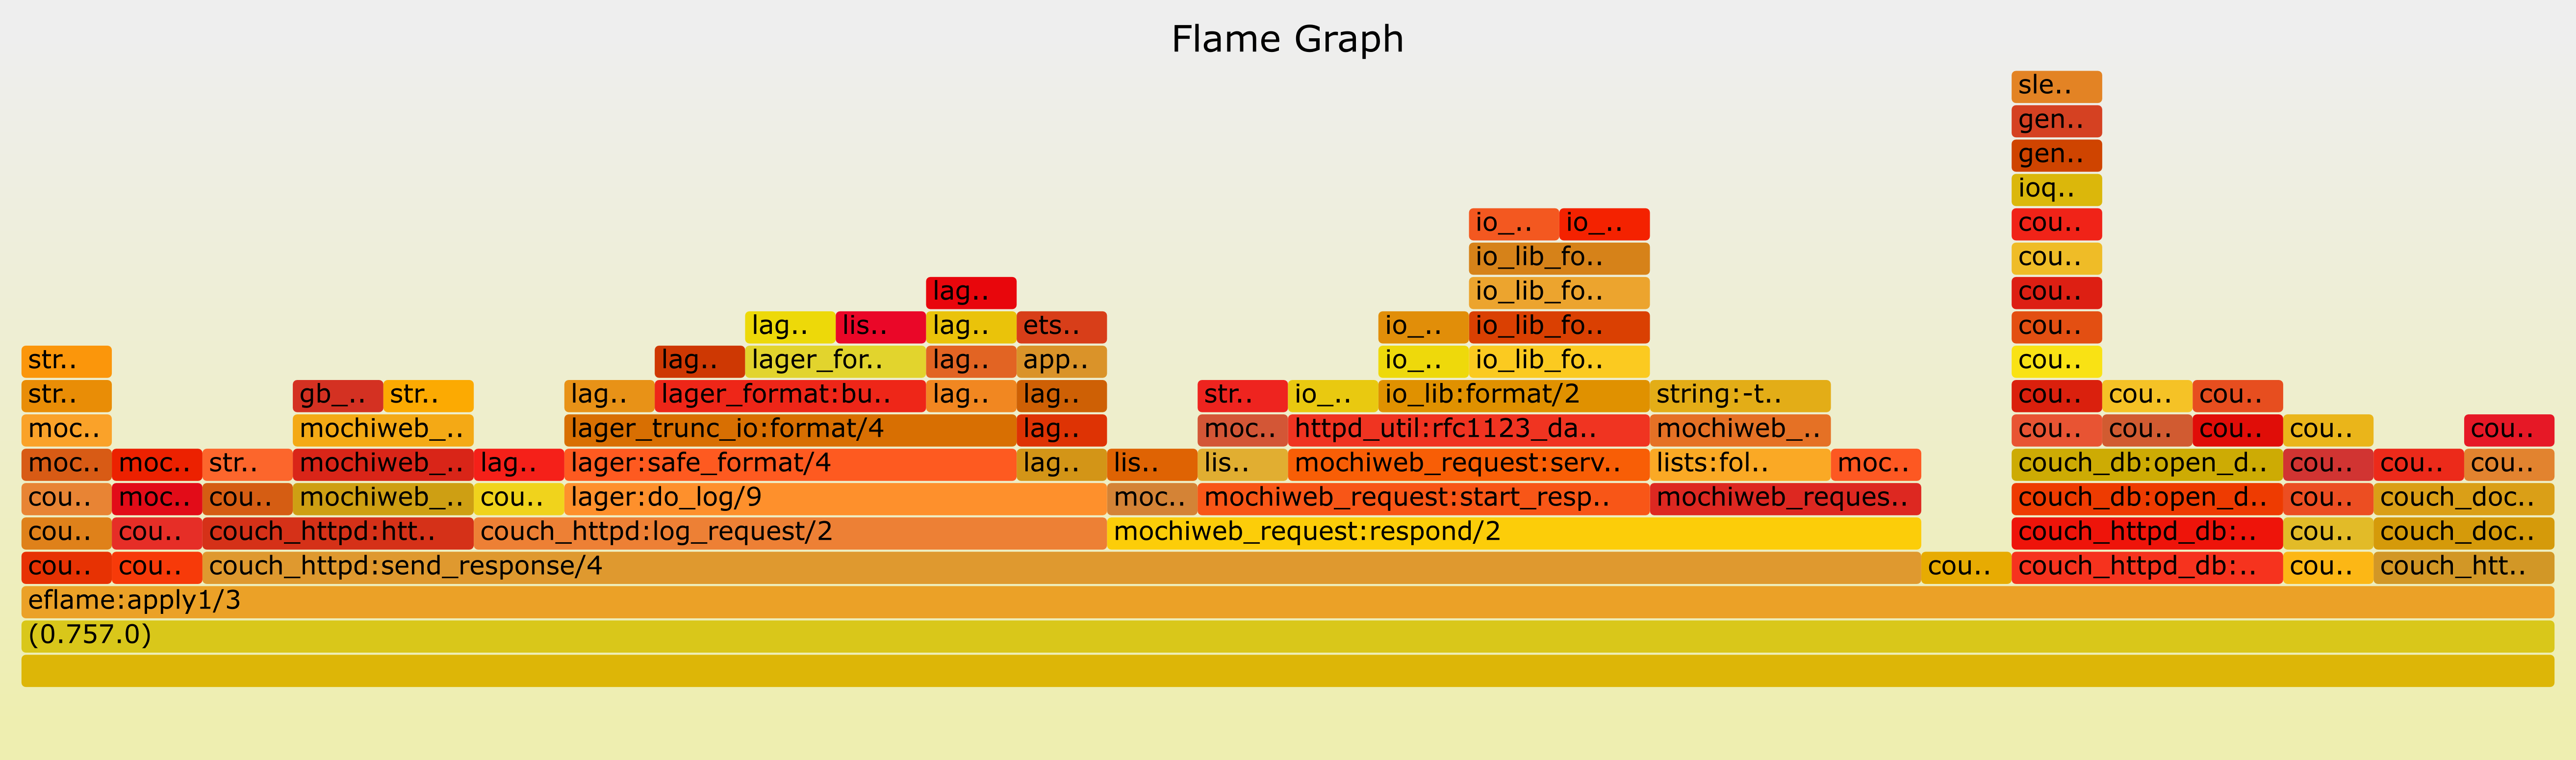 Flame Graph
sle..
gen..
gen..
ioq..
io_.. io_.. cou..
io_lib_fo.. cou..
lag.. io_lib_fo.. cou..
lag.. lis.. lag.. ets.. io_.. io_lib_fo.. cou..
str.. lag.. lager_for.. lag.. app.. io_.. io_lib_fo.. cou..
str.. gb_.. str.. lag.. lager_format:bu.. lag.. lag.. str.. io_.. io_lib:format/2 string:-t.. cou.. cou.. cou..
moc.. mochiweb_.. lager_trunc_io:format/4 lag.. moc.. httpd_util:rfc1123_da.. mochiweb_.. cou.. cou.. cou.. cou.. cou..
moc.. moc.. str.. mochiweb_.. lag.. lager:safe_format/4 lag.. lis.. lis.. mochiweb_request:serv.. lists:fol.. moc.. couch_db:open_d.. cou.. cou.. cou..
cou.. moc.. cou.. mochiweb_.. cou.. lager:do_log/9 moc.. mochiweb_request:start_resp.. mochiweb_reques.. couch_db:open_d.. cou.. couch_doc..
cou.. cou.. couch_httpd:htt.. couch_httpd:log_request/2 mochiweb_request:respond/2 couch_httpd_db:.. cou.. couch_doc..
cou.. cou.. couch_httpd:send_response/4 cou.. couch_httpd_db:.. cou.. couch_htt..
eflame:apply1/3
(0.757.0)